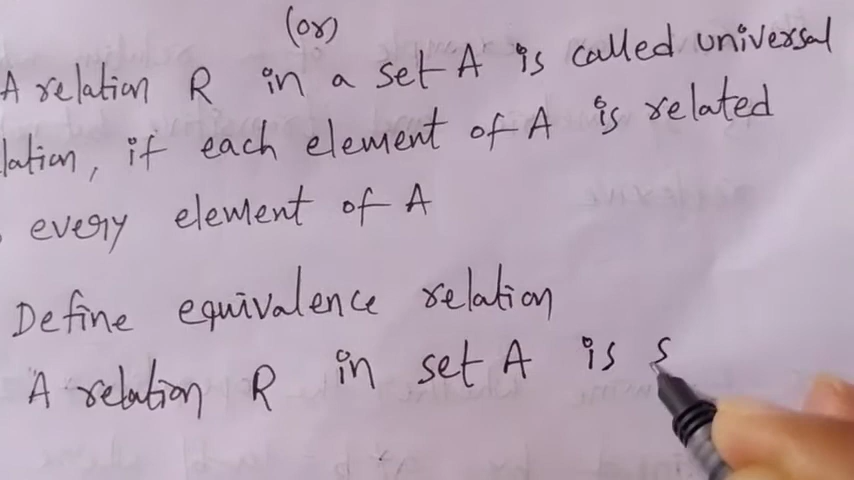 (or)
A relation R in a set A is called universal
lation, if each element of A is related
every element of A
Define equivalence relation
A relation R in set A is s